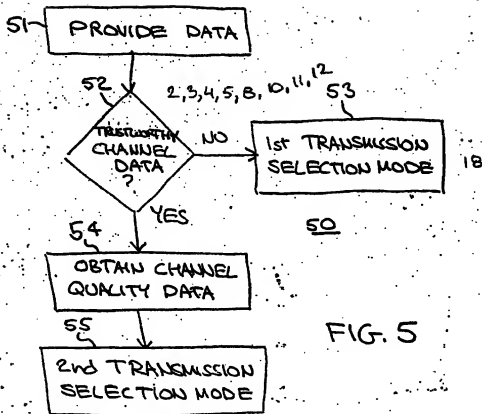 51
PROVIDE DATA
52
2, 3, 4, 5, 8, 10, 11, 12
53
TRUSTWORTHY
CHANNEL
DATA
?
NO
1st TRANSMISSION
SELECTION MODE
18
YES
50
54
OBTAIN CHANNEL
QUALITY DATA
55
FIG. 5
2nd TRANSMISSION
SELECTION MODE